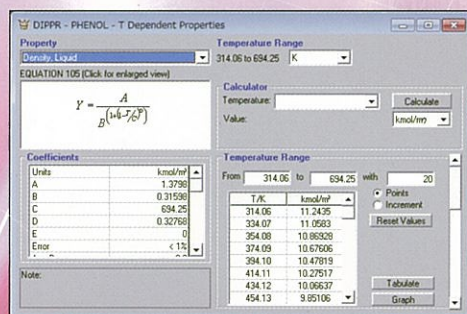 DIPPR - PHENOL - T Dependent Properties
Property
Density, Liquid
Temperature Range
314.06 to 694.25 K
EQUATION 105 (Click for enlarged view)
Calculator
Temperature: Calculate
Value: kmol/m³
Coefficients
Units kmol/m³
A 1.3798
B 0.31598
C 694.25
D 0.32768
E 0
Error < 1%
Note:
Temperature Range
From 314.06 to 694.25 with 20
Points
Increment
T/K kmol/m³
314.06 11.2435
334.07 11.0583
354.08 10.86928
374.09 10.67606
394.10 10.47819
414.11 10.27517
434.12 10.06637
454.13 9.85106
Reset Values
Tabulate
Graph